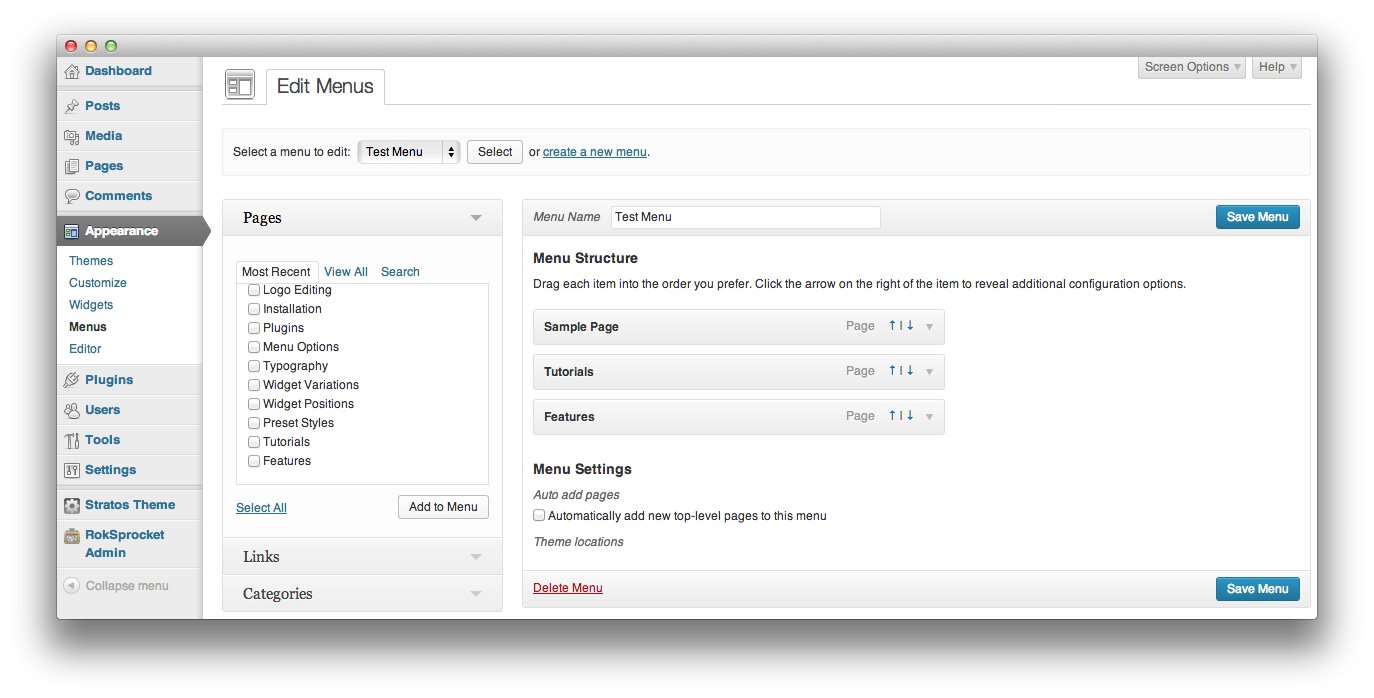 Dashboard
Posts
Media
Pages
Comments
Appearance
Themes
Customize
Widgets
Menus
Editor
Plugins
Users
Tools
Settings
Stratos Theme
RokSprocket
Admin
Collapse menu
Screen Options
Help
Edit Menus
Select a menu to edit: Test Menu Select or create a new menu.
Pages
Most Recent View All Search
Logo Editing
Installation
Plugins
Menu Options
Typography
Widget Variations
Widget Positions
Preset Styles
Tutorials
Features
Select All Add to Menu
Links
Categories
Menu Name Test Menu Save Menu
Menu Structure
Drag each item into the order you prefer. Click the arrow on the right of the item to reveal additional configuration options.
Sample Page Page ↑ | ↓
Tutorials Page ↑ | ↓
Features Page ↑ | ↓
Menu Settings
Auto add pages
Automatically add new top-level pages to this menu
Theme locations
Delete Menu Save Menu